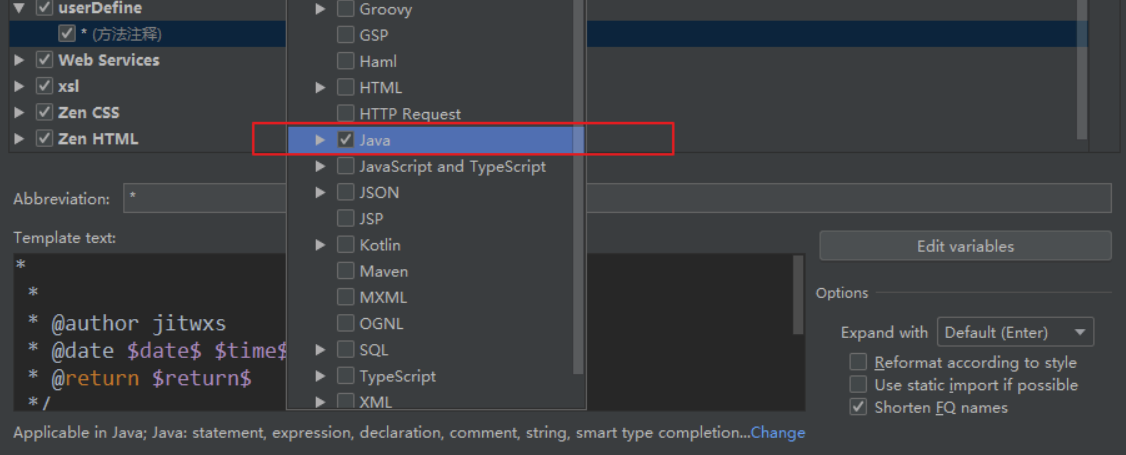 userDefine
* (方法注释)
Web Services
xsl
Zen CSS
Zen HTML
Groovy
GSP
Haml
HTML
HTTP Request
Java
JavaScript and TypeScript
JSON
JSP
Kotlin
Maven
MXML
OGNL
SQL
TypeScript
XML
Abbreviation: *
Template text:
*
*
* @author jitwxs
* @date $date$ $time$
* @return $return$
*/
Edit variables
Options
Expand with Default (Enter)
Reformat according to style
Use static import if possible
Shorten FQ names
Applicable in Java; Java: statement, expression, declaration, comment, string, smart type completion...Change